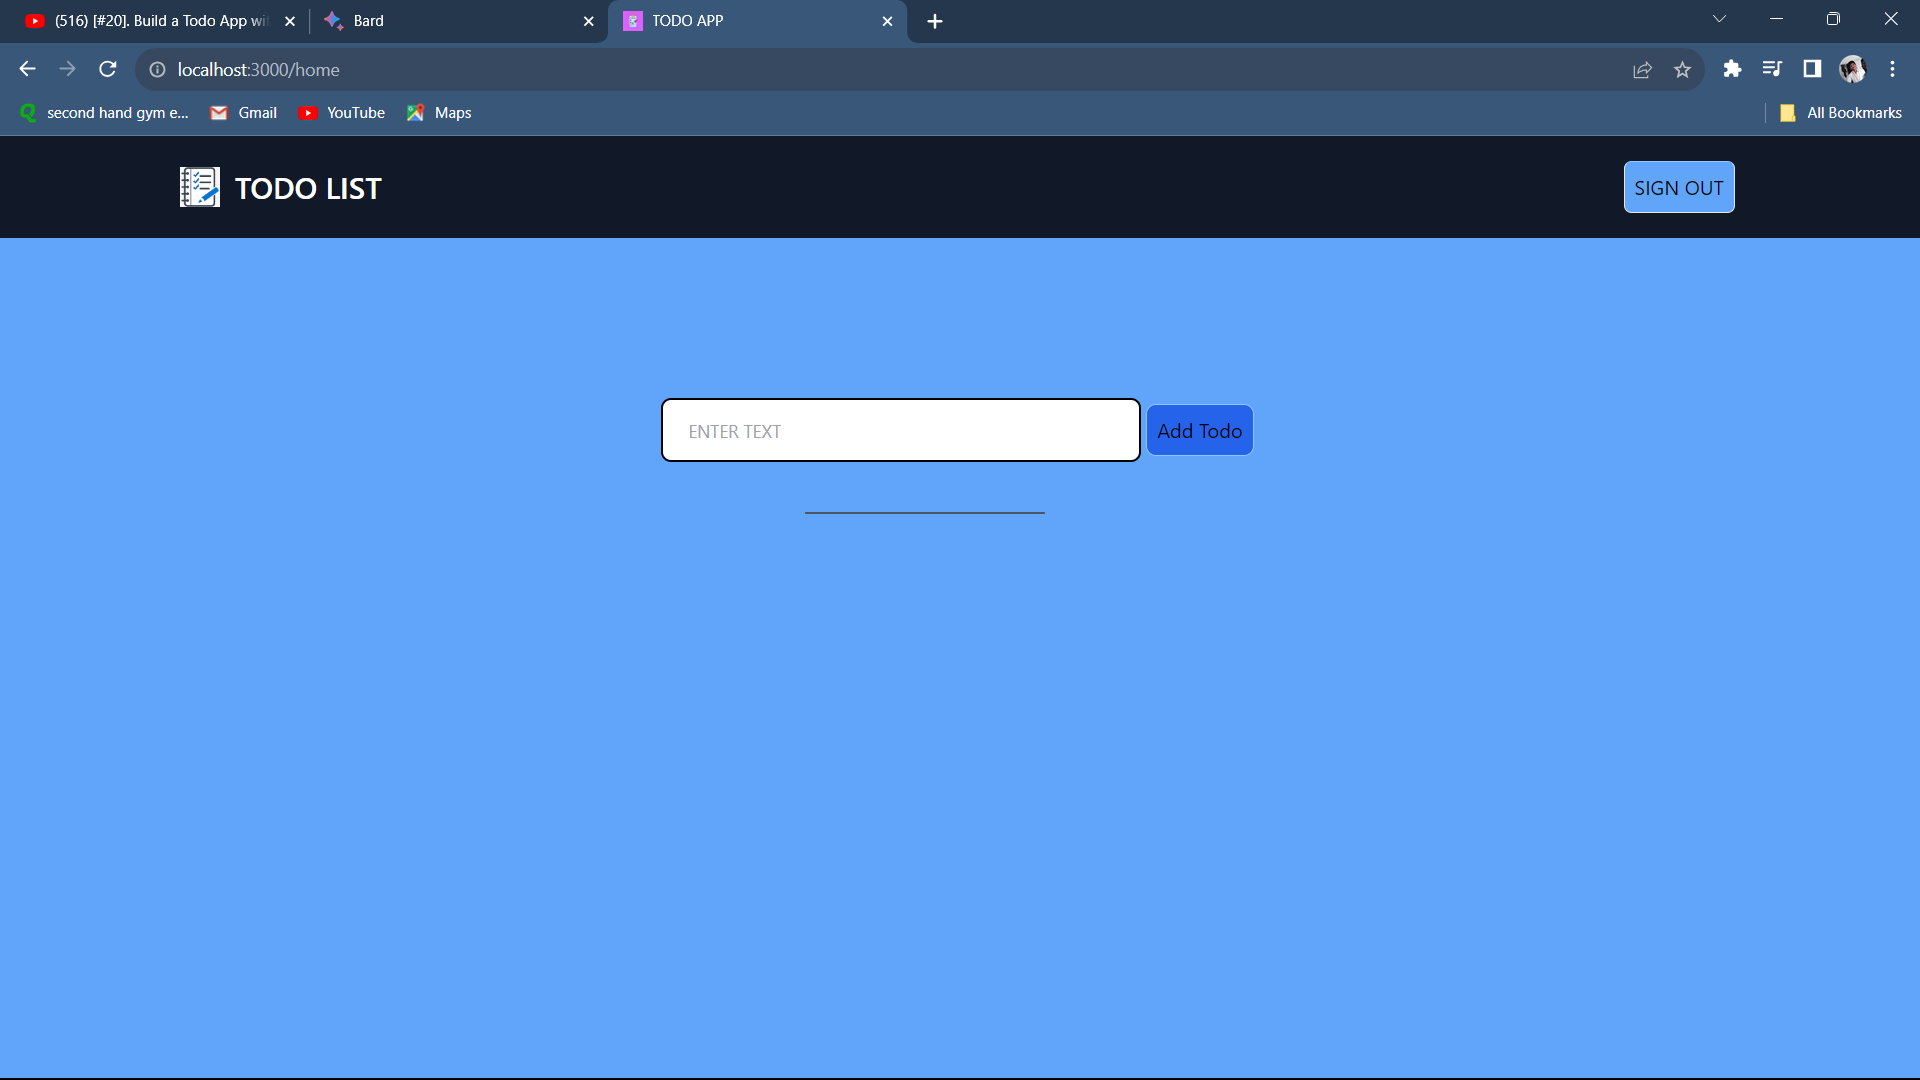 (516) [#20]. Build a Todo App wit
Bard
TODO APP
localhost:3000/home
second hand gym e...
Gmail
YouTube
Maps
All Bookmarks
TODO LIST
SIGN OUT
ENTER TEXT
Add Todo